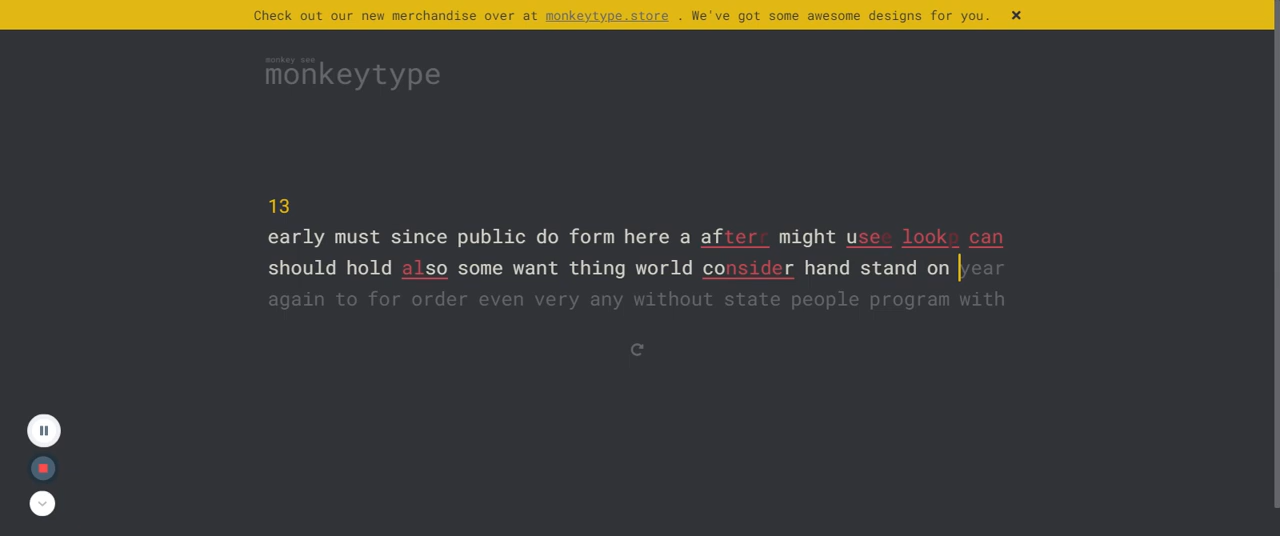 Check out our new merchandise over at monkeytype.store . We've got some awesome designs for you.
monkey see
monkeytype
13
early must since public do form here a afterr might usee lookp can
should hold also some want thing world consider hand stand on year
again to for order even very any without state people program with